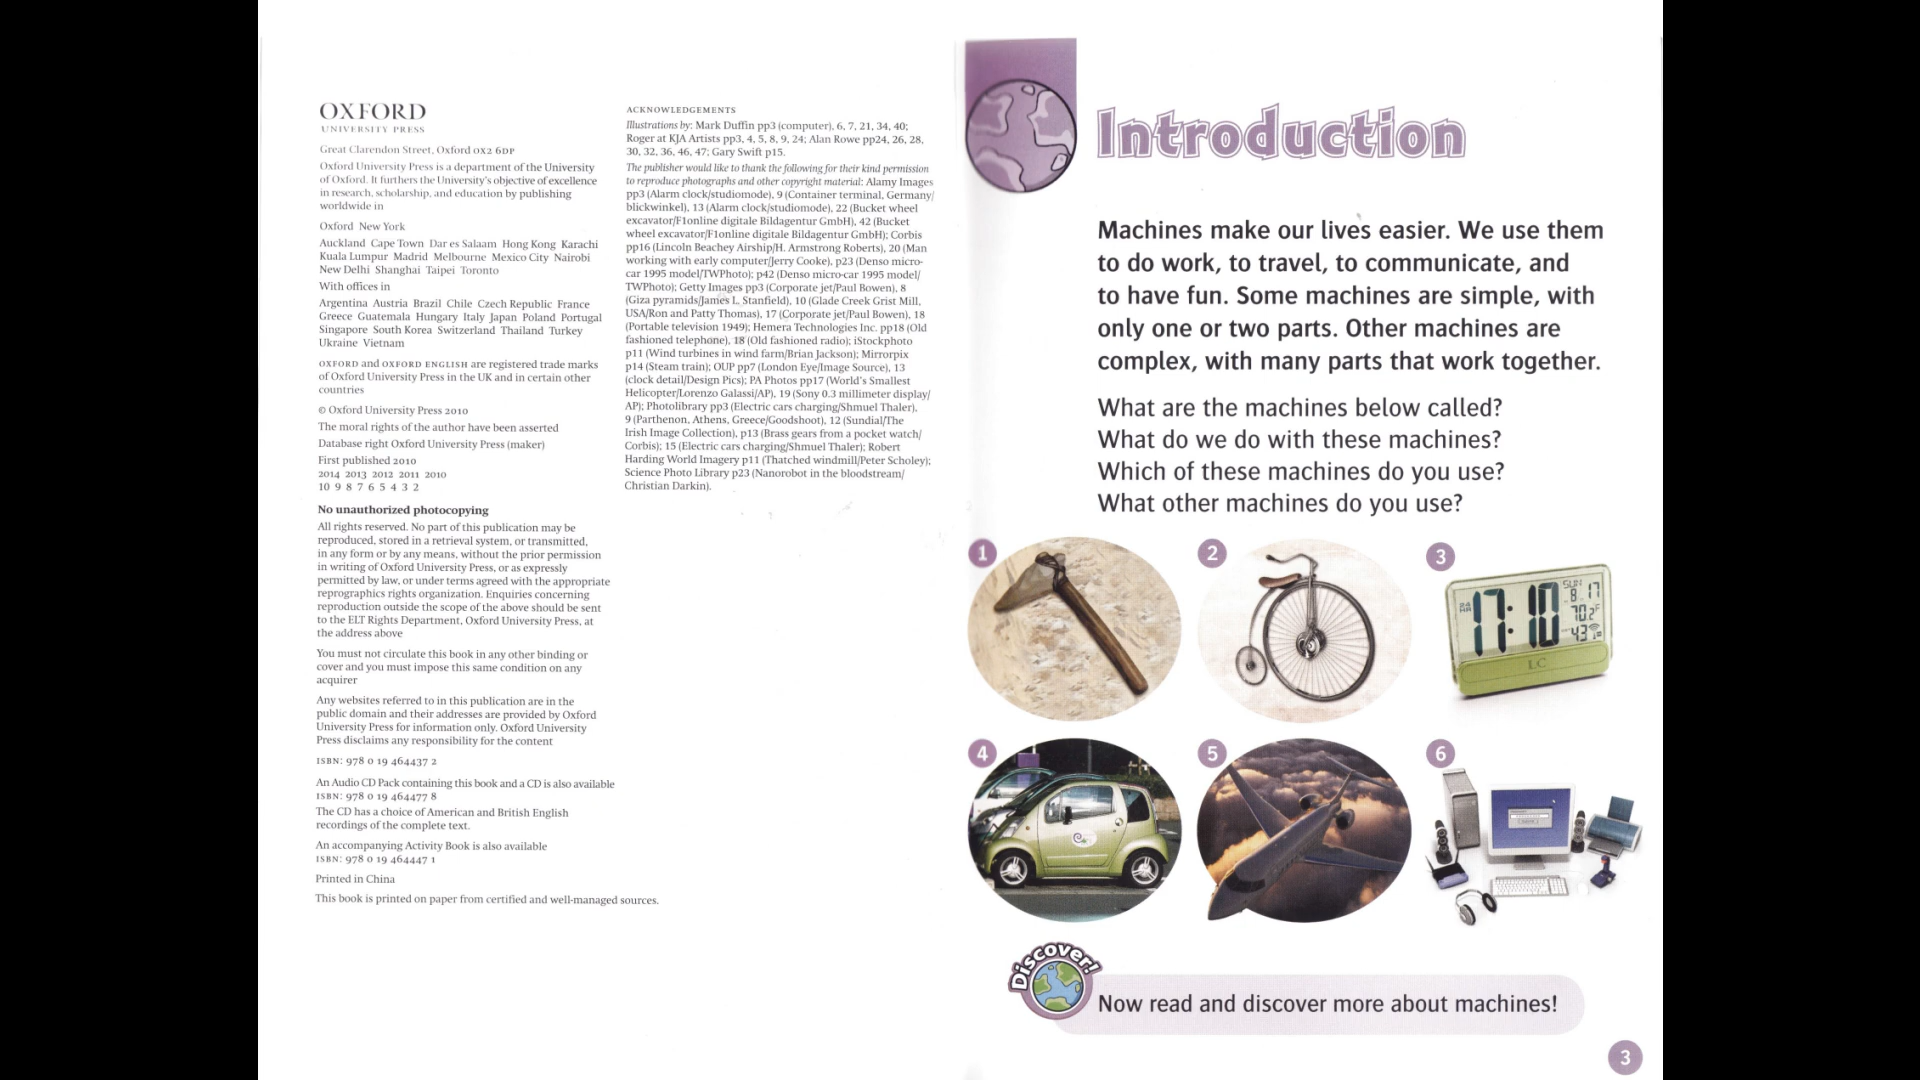 OXFORD
UNIVERSITY PRESS
Great Clarendon Street, Oxford OX2 6DP
Oxford University Press is a department of the University
of Oxford. It furthers the University's objective of excellence
in research, scholarship, and education by publishing
worldwide in
Oxford New York
Auckland Cape Town Dar es Salaam Hong Kong Karachi
Kuala Lumpur Madrid Melbourne Mexico City Nairobi
New Delhi Shanghai Taipei Toronto
With offices in
Argentina Austria Brazil Chile Czech Republic France
Greece Guatemala Hungary Italy Japan Poland Portugal
Singapore South Korea Switzerland Thailand Turkey
Ukraine Vietnam
OXFORD and OXFORD ENGLISH are registered trade marks
of Oxford University Press in the UK and in certain other
countries
© Oxford University Press 2010
The moral rights of the author have been asserted
Database right Oxford University Press (maker)
First published 2010
2014 2013 2012 2011 2010
10 9 8 7 6 5 4 3 2
No unauthorized photocopying
All rights reserved. No part of this publication may be
reproduced, stored in a retrieval system, or transmitted,
in any form or by any means, without the prior permission
in writing of Oxford University Press, or as expressly
permitted by law, or under terms agreed with the appropriate
reprographics rights organization. Enquiries concerning
reproduction outside the scope of the above should be sent
to the ELT Rights Department, Oxford University Press, at
the address above
You must not circulate this book in any other binding or
cover and you must impose this same condition on any
acquirer
Any websites referred to in this publication are in the
public domain and their addresses are provided by Oxford
University Press for information only. Oxford University
Press disclaims any responsibility for the content
ISBN: 978 0 19 464437 2
An Audio CD Pack containing this book and a CD is also available
ISBN: 978 0 19 464477 8
The CD has a choice of American and British English
recordings of the complete text.
An accompanying Activity Book is also available
ISBN: 978 0 19 464447 1
Printed in China
This book is printed on paper from certified and well-managed sources.
ACKNOWLEDGEMENTS
Illustrations by: Mark Duffin pp3 (computer), 6, 7, 21, 34, 40;
Roger at KJA Artists pp3, 4, 5, 8, 9, 24; Alan Rowe pp24, 26, 28,
30, 32, 36, 46, 47; Gary Swift p15.
The publisher would like to thank the following for their kind permission
to reproduce photographs and other copyright material: Alamy Images
pp3 (Alarm clock/studiomode), 9 (Container terminal, Germany/
blickwinkel), 13 (Alarm clock/studiomode), 22 (Bucket wheel
excavator/F1online digitale Bildagentur GmbH), 42 (Bucket
wheel excavator/F1online digitale Bildagentur GmbH); Corbis
pp16 (Lincoln Beachey Airship/H. Armstrong Roberts), 20 (Man
working with early computer/Jerry Cooke), p23 (Denso micro-
car 1995 model/TWPhoto); p42 (Denso micro-car 1995 model/
TWPhoto); Getty Images pp3 (Corporate jet/Paul Bowen), 8
(Giza pyramids/James L. Stanfield), 10 (Glade Creek Grist Mill,
USA/Ron and Patty Thomas), 17 (Corporate jet/Paul Bowen), 18
(Portable television 1949); Hemera Technologies Inc. pp18 (Old
fashioned telephone), 18 (Old fashioned radio); iStockphoto
p11 (Wind turbines in wind farm/Brian Jackson); Mirrorpix
p14 (Steam train); OUP pp7 (London Eye/Image Source), 13
(clock detail/Design Pics); PA Photos pp17 (World's Smallest
Helicopter/Lorenzo Galassi/AP), 19 (Sony 0.3 millimeter display/
AP); Photolibrary pp3 (Electric cars charging/Shmuel Thaler),
9 (Parthenon, Athens, Greece/Goodshoot), 12 (Sundial/The
Irish Image Collection), p13 (Brass gears from a pocket watch/
Corbis); 15 (Electric cars charging/Shmuel Thaler); Robert
Harding World Imagery p11 (Thatched windmill/Peter Scholey);
Science Photo Library p23 (Nanorobot in the bloodstream/
Christian Darkin).
Introduction
Machines make our lives easier. We use them
to do work, to travel, to communicate, and
to have fun. Some machines are simple, with
only one or two parts. Other machines are
complex, with many parts that work together.
What are the machines below called?
What do we do with these machines?
Which of these machines do you use?
What other machines do you use?
1
2
3
24 HR 17:10 SUN 8 17
70.2°F
43
LC
4
5
6
Discover!
Now read and discover more about machines!
3